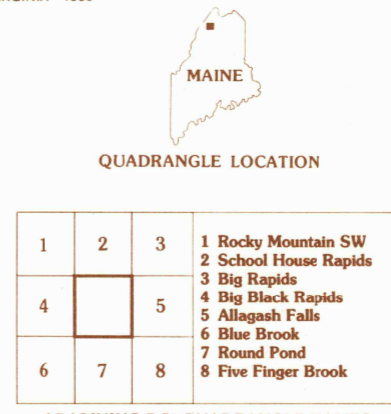 MAINE
QUADRANGLE LOCATION
1 2 3
4 5
6 7 8
1 Rocky Mountain SW
2 School House Rapids
3 Big Rapids
4 Big Black Rapids
5 Allagash Falls
6 Blue Brook
7 Round Pond
8 Five Finger Brook